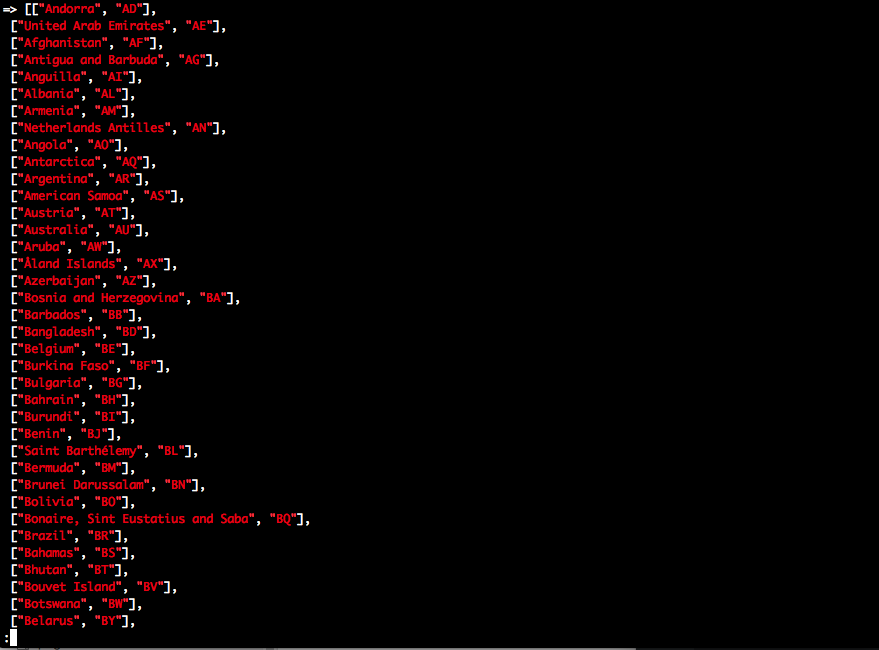 => [["Andorra", "AD"],
["United Arab Emirates", "AE"],
["Afghanistan", "AF"],
["Antigua and Barbuda", "AG"],
["Anguilla", "AI"],
["Albania", "AL"],
["Armenia", "AM"],
["Netherlands Antilles", "AN"],
["Angola", "AO"],
["Antarctica", "AQ"],
["Argentina", "AR"],
["American Samoa", "AS"],
["Austria", "AT"],
["Australia", "AU"],
["Aruba", "AW"],
["Åland Islands", "AX"],
["Azerbaijan", "AZ"],
["Bosnia and Herzegovina", "BA"],
["Barbados", "BB"],
["Bangladesh", "BD"],
["Belgium", "BE"],
["Burkina Faso", "BF"],
["Bulgaria", "BG"],
["Bahrain", "BH"],
["Burundi", "BI"],
["Benin", "BJ"],
["Saint Barthélemy", "BL"],
["Bermuda", "BM"],
["Brunei Darussalam", "BN"],
["Bolivia", "BO"],
["Bonaire, Sint Eustatius and Saba", "BQ"],
["Brazil", "BR"],
["Bahamas", "BS"],
["Bhutan", "BT"],
["Bouvet Island", "BV"],
["Botswana", "BW"],
["Belarus", "BY"],
: